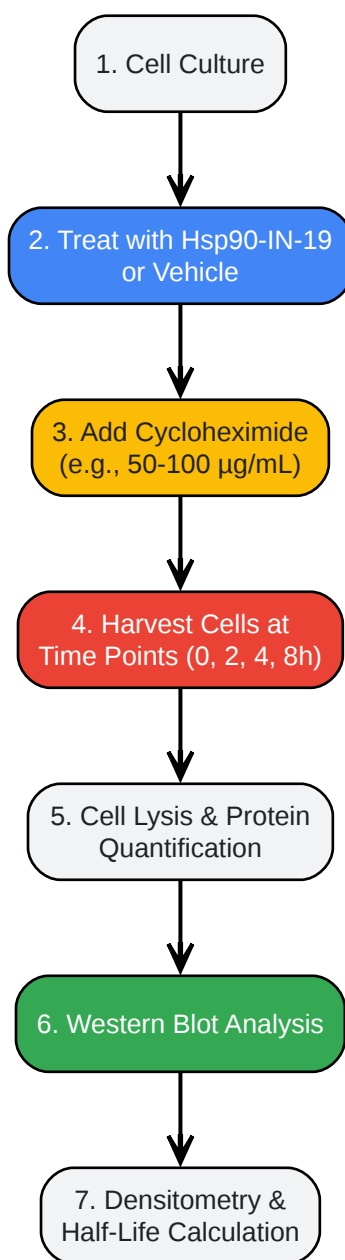 1. Cell Culture
2. Treat with Hsp90-IN-19
or Vehicle
3. Add Cycloheximide
(e.g., 50-100 µg/mL)
4. Harvest Cells at
Time Points (0, 2, 4, 8h)
5. Cell Lysis & Protein
Quantification
6. Western Blot Analysis
7. Densitometry &
Half-Life Calculation